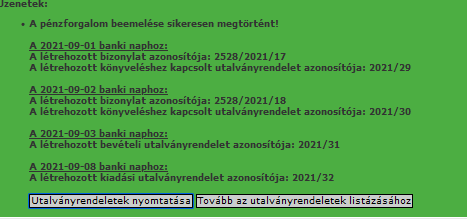 Üzenetek:
• A pénzforgalom beemelése sikeresen megtörtént!
A 2021-09-01 banki naphoz:
A létrehozott bizonylat azonosítója: 2528/2021/17
A létrehozott könyveléshez kapcsolt utalványrendelet azonosítója: 2021/29
A 2021-09-02 banki naphoz:
A létrehozott bizonylat azonosítója: 2528/2021/18
A létrehozott könyveléshez kapcsolt utalványrendelet azonosítója: 2021/30
A 2021-09-03 banki naphoz:
A létrehozott bevételi utalványrendelet azonosítója: 2021/31
A 2021-09-08 banki naphoz:
A létrehozott kiadási utalványrendelet azonosítója: 2021/32
Utalványrendeletek nyomtatása Tovább az utalványrendeletek listázásához